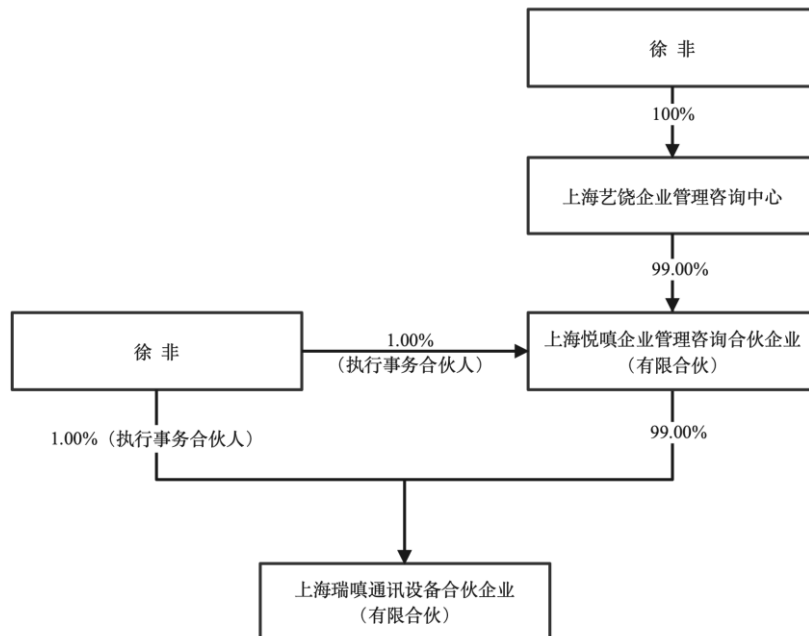 徐 非
100%
上海艺饶企业管理咨询中心
99.00%
徐 非
1.00%
（执行事务合伙人）
上海悦嗔企业管理咨询合伙企业
（有限合伙）
1.00%（执行事务合伙人）
99.00%
上海瑞嗔通讯设备合伙企业
（有限合伙）